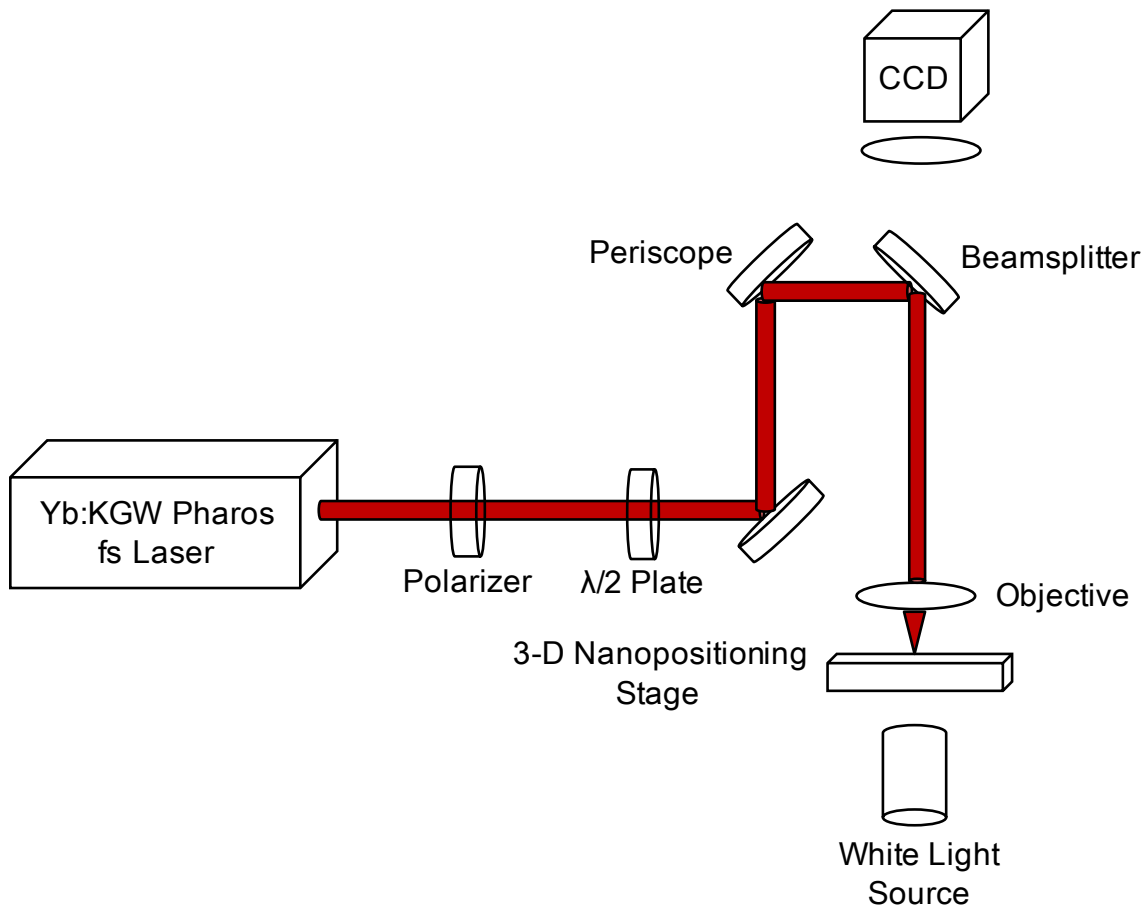 CCD
Periscope
Beamsplitter
Yb:KGW Pharos
fs Laser
Polarizer
λ/2 Plate
Objective
3-D Nanopositioning
Stage
White Light
Source